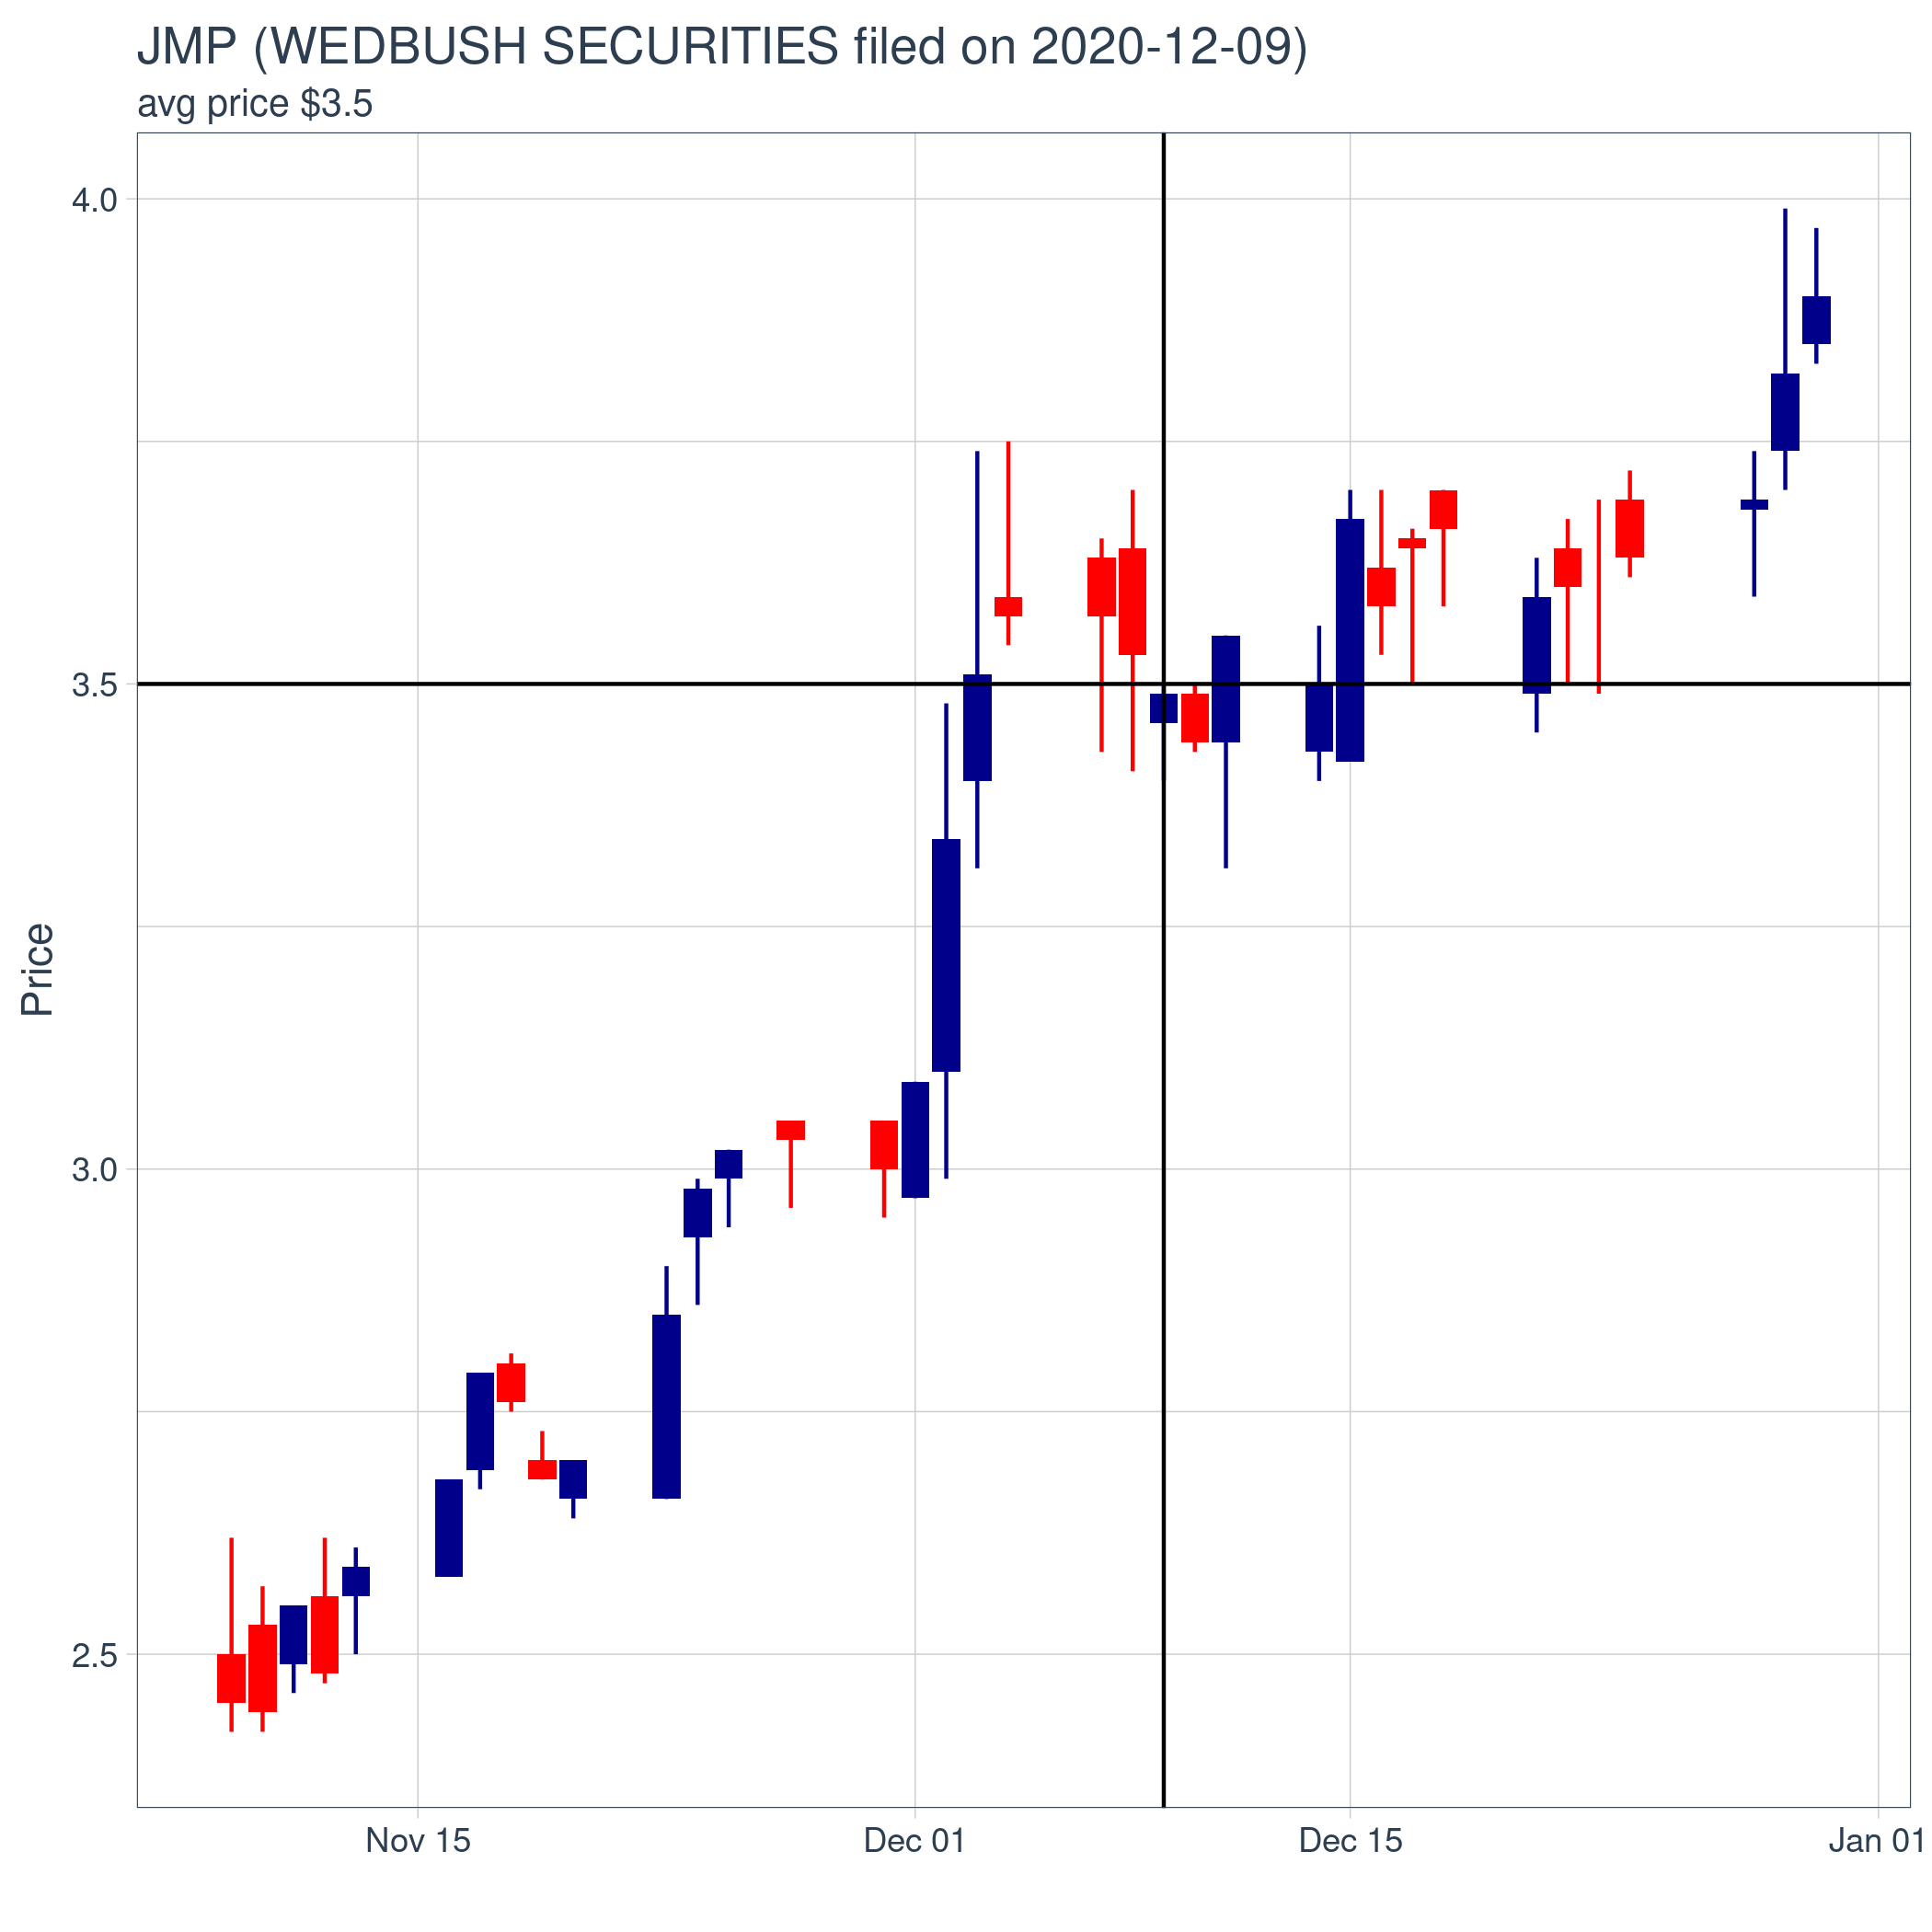 JMP (WEDBUSH SECURITIES filed on 2020-12-09)
avg price $3.5
4.0
3.5
3.0
2.5
Price
Nov 15
Dec 01
Dec 15
Jan 01